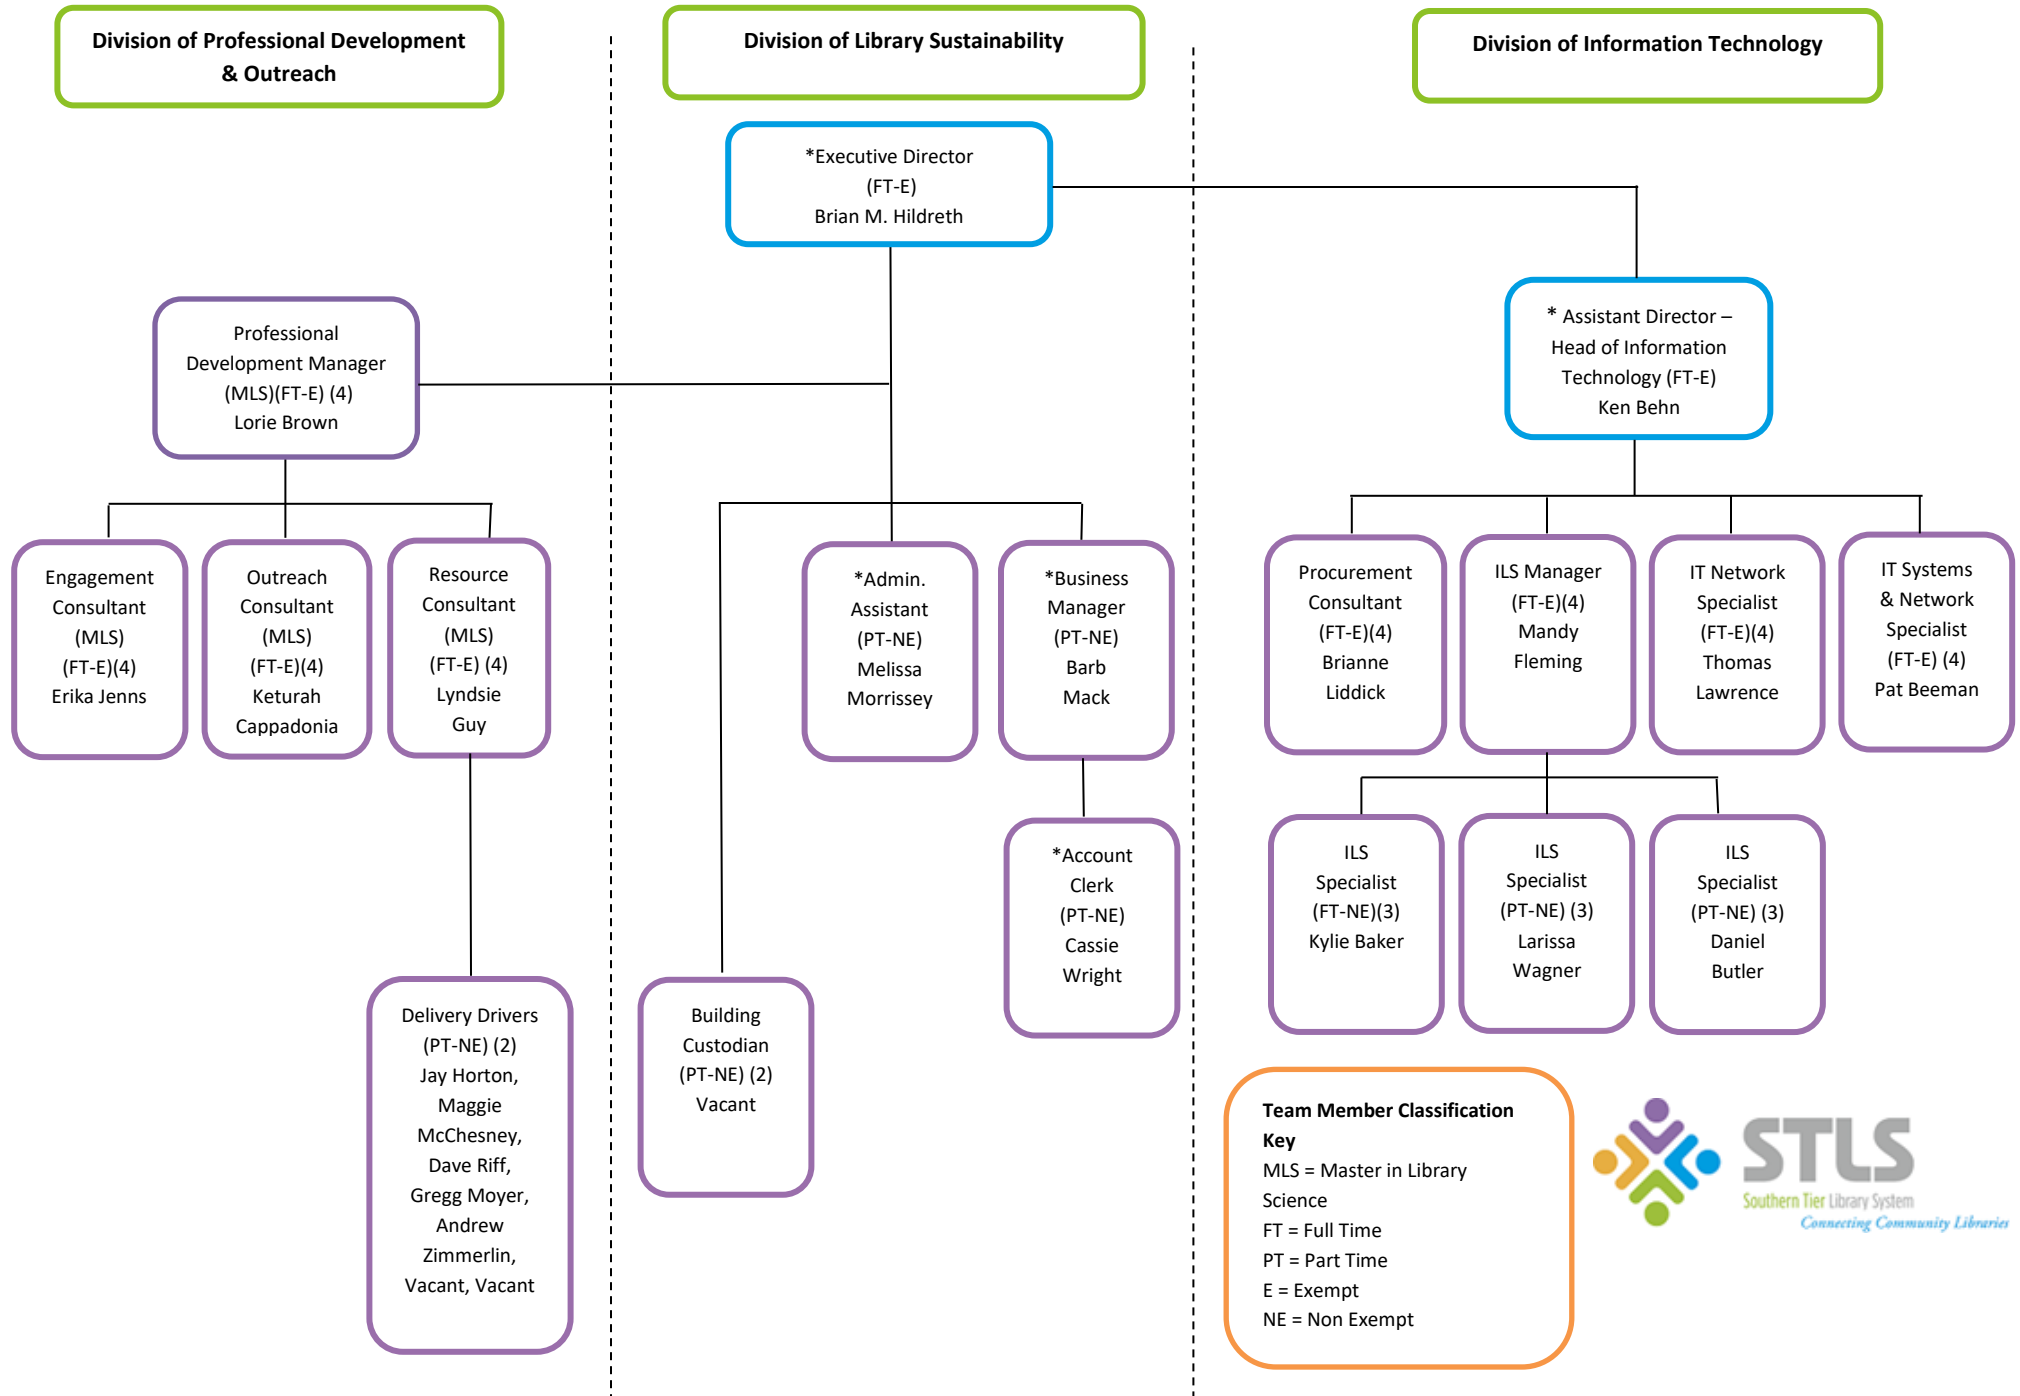 Division of Professional Development
& Outreach
Division of Library Sustainability
Division of Information Technology
*Executive Director
(FT-E)
Brian M. Hildreth
Professional
Development Manager
(MLS)(FT-E) (4)
Lorie Brown
* Assistant Director –
Head of Information
Technology (FT-E)
Ken Behn
Engagement
Consultant
(MLS)
(FT-E)(4)
Erika Jenns
Outreach
Consultant
(MLS)
(FT-E)(4)
Keturah
Cappadonia
Resource
Consultant
(MLS)
(FT-E) (4)
Lyndsie
Guy
*Admin.
Assistant
(PT-NE)
Melissa
Morrissey
*Business
Manager
(PT-NE)
Barb
Mack
Procurement
Consultant
(FT-E)(4)
Brianne
Liddick
ILS Manager
(FT-E)(4)
Mandy
Fleming
IT Network
Specialist
(FT-E)(4)
Thomas
Lawrence
IT Systems
& Network
Specialist
(FT-E) (4)
Pat Beeman
*Account
Clerk
(PT-NE)
Cassie
Wright
ILS
Specialist
(FT-NE)(3)
Kylie Baker
ILS
Specialist
(PT-NE) (3)
Larissa
Wagner
ILS
Specialist
(PT-NE) (3)
Daniel
Butler
Delivery Drivers
(PT-NE) (2)
Jay Horton,
Maggie
McChesney,
Dave Riff,
Gregg Moyer,
Andrew
Zimmerlin,
Vacant, Vacant
Building
Custodian
(PT-NE) (2)
Vacant
Team Member Classification
Key
MLS = Master in Library
Science
FT = Full Time
PT = Part Time
E = Exempt
NE = Non Exempt
STLS
Southern Tier Library System
Connecting Community Libraries